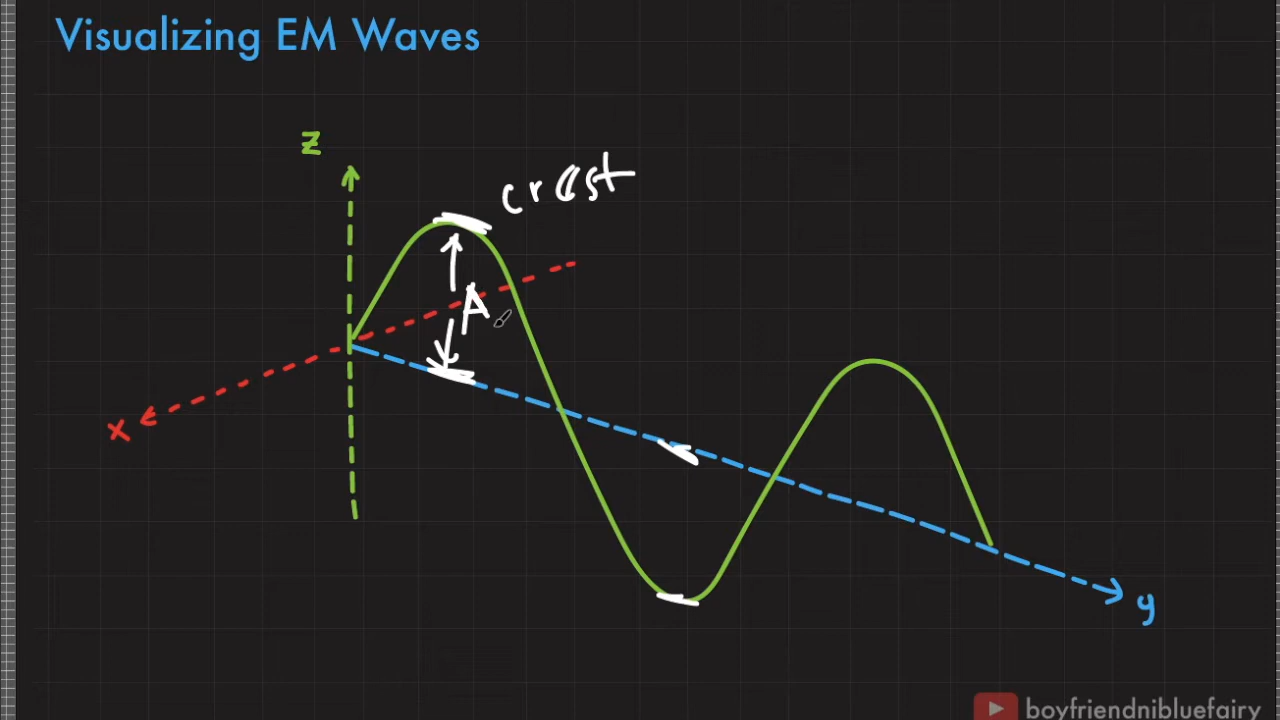 Visualizing EM Waves
z
crest
A
x
y
boyfriendnibluefairy